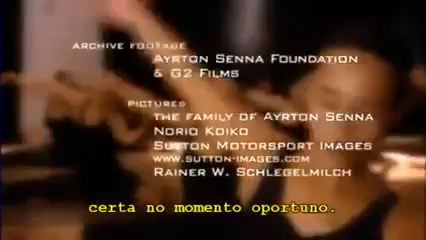 ARCHIVE FOOTAGE
AYRTON SENNA FOUNDATION
& G2 FILMS
PICTURES
THE FAMILY OF AYRTON SENNA
NORIO KOIKO
SUTTON MOTORSPORT IMAGES
WWW.SUTTON-IMAGES.COM
RAINER W. SCHLEGELMILCH
certa no momento oportuno.